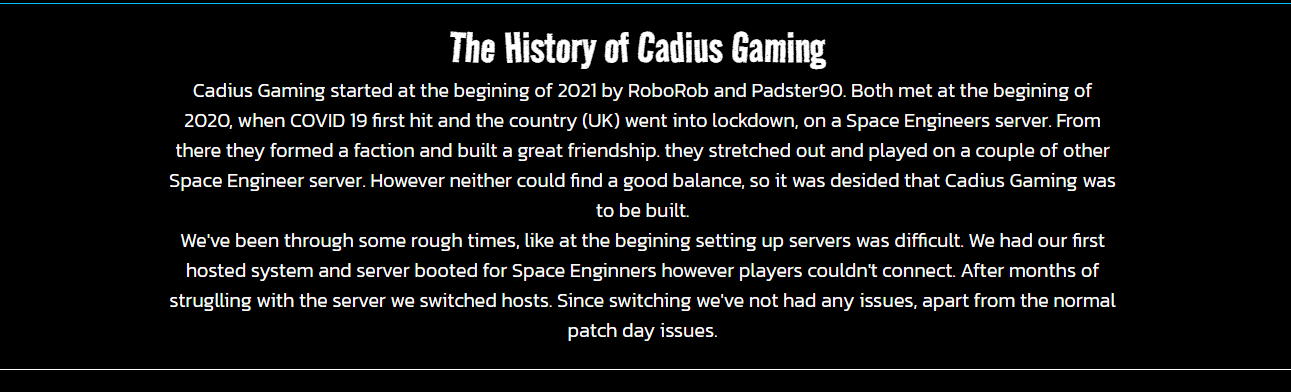 The History of Cadius Gaming
Cadius Gaming started at the begining of 2021 by RoboRob and Padster90. Both met at the begining of
2020, when COVID 19 first hit and the country (UK) went into lockdown, on a Space Engineers server. From
there they formed a faction and built a great friendship. they stretched out and played on a couple of other
Space Engineer server. However neither could find a good balance, so it was desided that Cadius Gaming was
to be built.
We've been through some rough times, like at the begining setting up servers was difficult. We had our first
hosted system and server booted for Space Enginners however players couldn't connect. After months of
struglling with the server we switched hosts. Since switching we've not had any issues, apart from the normal
patch day issues.